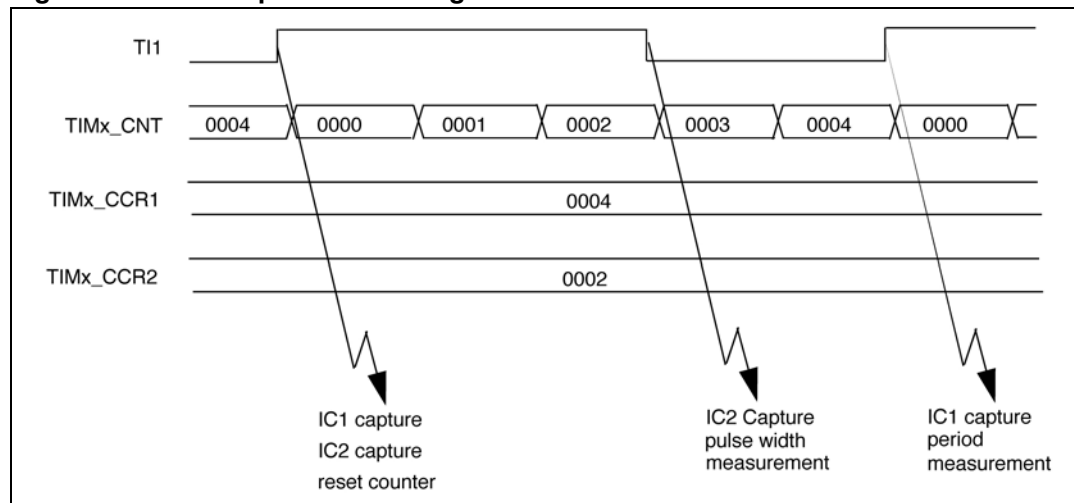 TI1
TIMx_CNT 0004 0000 0001 0002 0003 0004 0000
TIMx_CCR1 0004
TIMx_CCR2 0002
IC1 capture
IC2 capture
reset counter
IC2 Capture
pulse width
measurement
IC1 capture
period
measurement